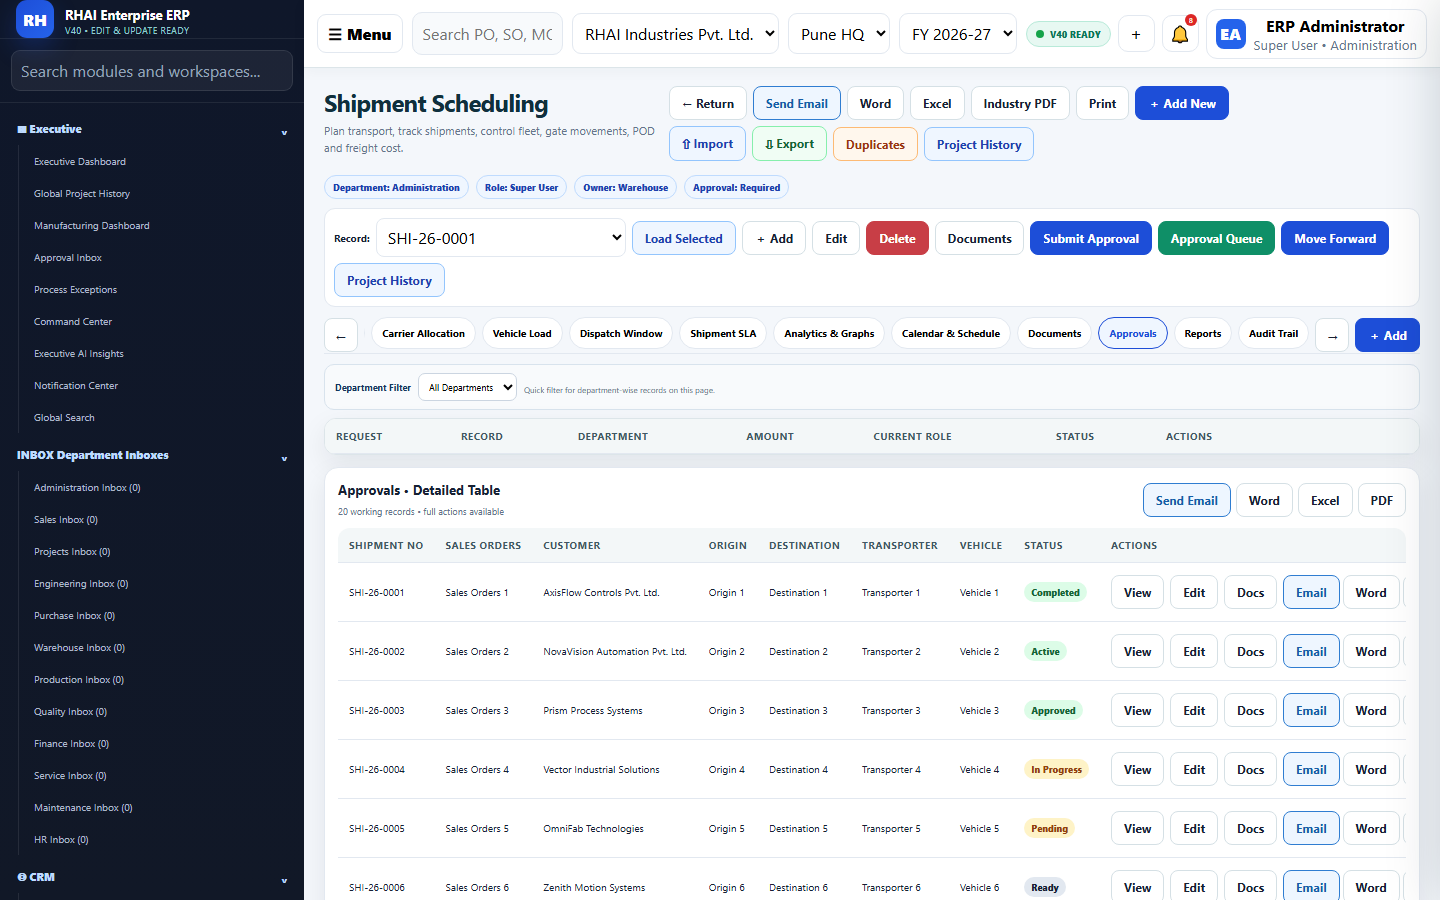 RH
RHAI Enterprise ERP
V40 • EDIT & UPDATE READY
Search modules and workspaces...
Executive
Executive Dashboard
Global Project History
Manufacturing Dashboard
Approval Inbox
Process Exceptions
Command Center
Executive AI Insights
Notification Center
Global Search
INBOX Department Inboxes
Administration Inbox (0)
Sales Inbox (0)
Projects Inbox (0)
Engineering Inbox (0)
Purchase Inbox (0)
Warehouse Inbox (0)
Production Inbox (0)
Quality Inbox (0)
Finance Inbox (0)
Service Inbox (0)
Maintenance Inbox (0)
HR Inbox (0)
CRM
☰ Menu
Search PO, SO, MC
RHAI Industries Pvt. Ltd.
Pune HQ
FY 2026-27
V40 READY
+
8
EA
ERP Administrator
Super User • Administration
Shipment Scheduling
Plan transport, track shipments, control fleet, gate movements, POD
and freight cost.
← Return
Send Email
Word
Excel
Industry PDF
Print
+ Add New
⇧ Import
⇩ Export
Duplicates
Project History
Department: Administration
Role: Super User
Owner: Warehouse
Approval: Required
Record:
SHI-26-0001
Load Selected
+ Add
Edit
Delete
Documents
Submit Approval
Approval Queue
Move Forward
Project History
←
Carrier Allocation
Vehicle Load
Dispatch Window
Shipment SLA
Analytics & Graphs
Calendar & Schedule
Documents
Approvals
Reports
Audit Trail
→
+ Add
Department Filter
All Departments
Quick filter for department-wise records on this page.
REQUEST RECORD DEPARTMENT AMOUNT CURRENT ROLE STATUS ACTIONS
Approvals • Detailed Table
20 working records • full actions available
Send Email
Word
Excel
PDF
SHIPMENT NO SALES ORDERS CUSTOMER ORIGIN DESTINATION TRANSPORTER VEHICLE STATUS ACTIONS
SHI-26-0001 Sales Orders 1 AxisFlow Controls Pvt. Ltd. Origin 1 Destination 1 Transporter 1 Vehicle 1 Completed View Edit Docs Email Word
SHI-26-0002 Sales Orders 2 NovaVision Automation Pvt. Ltd. Origin 2 Destination 2 Transporter 2 Vehicle 2 Active View Edit Docs Email Word
SHI-26-0003 Sales Orders 3 Prism Process Systems Origin 3 Destination 3 Transporter 3 Vehicle 3 Approved View Edit Docs Email Word
SHI-26-0004 Sales Orders 4 Vector Industrial Solutions Origin 4 Destination 4 Transporter 4 Vehicle 4 In Progress View Edit Docs Email Word
SHI-26-0005 Sales Orders 5 OmniFab Technologies Origin 5 Destination 5 Transporter 5 Vehicle 5 Pending View Edit Docs Email Word
SHI-26-0006 Sales Orders 6 Zenith Motion Systems Origin 6 Destination 6 Transporter 6 Vehicle 6 Ready View Edit Docs Email Word